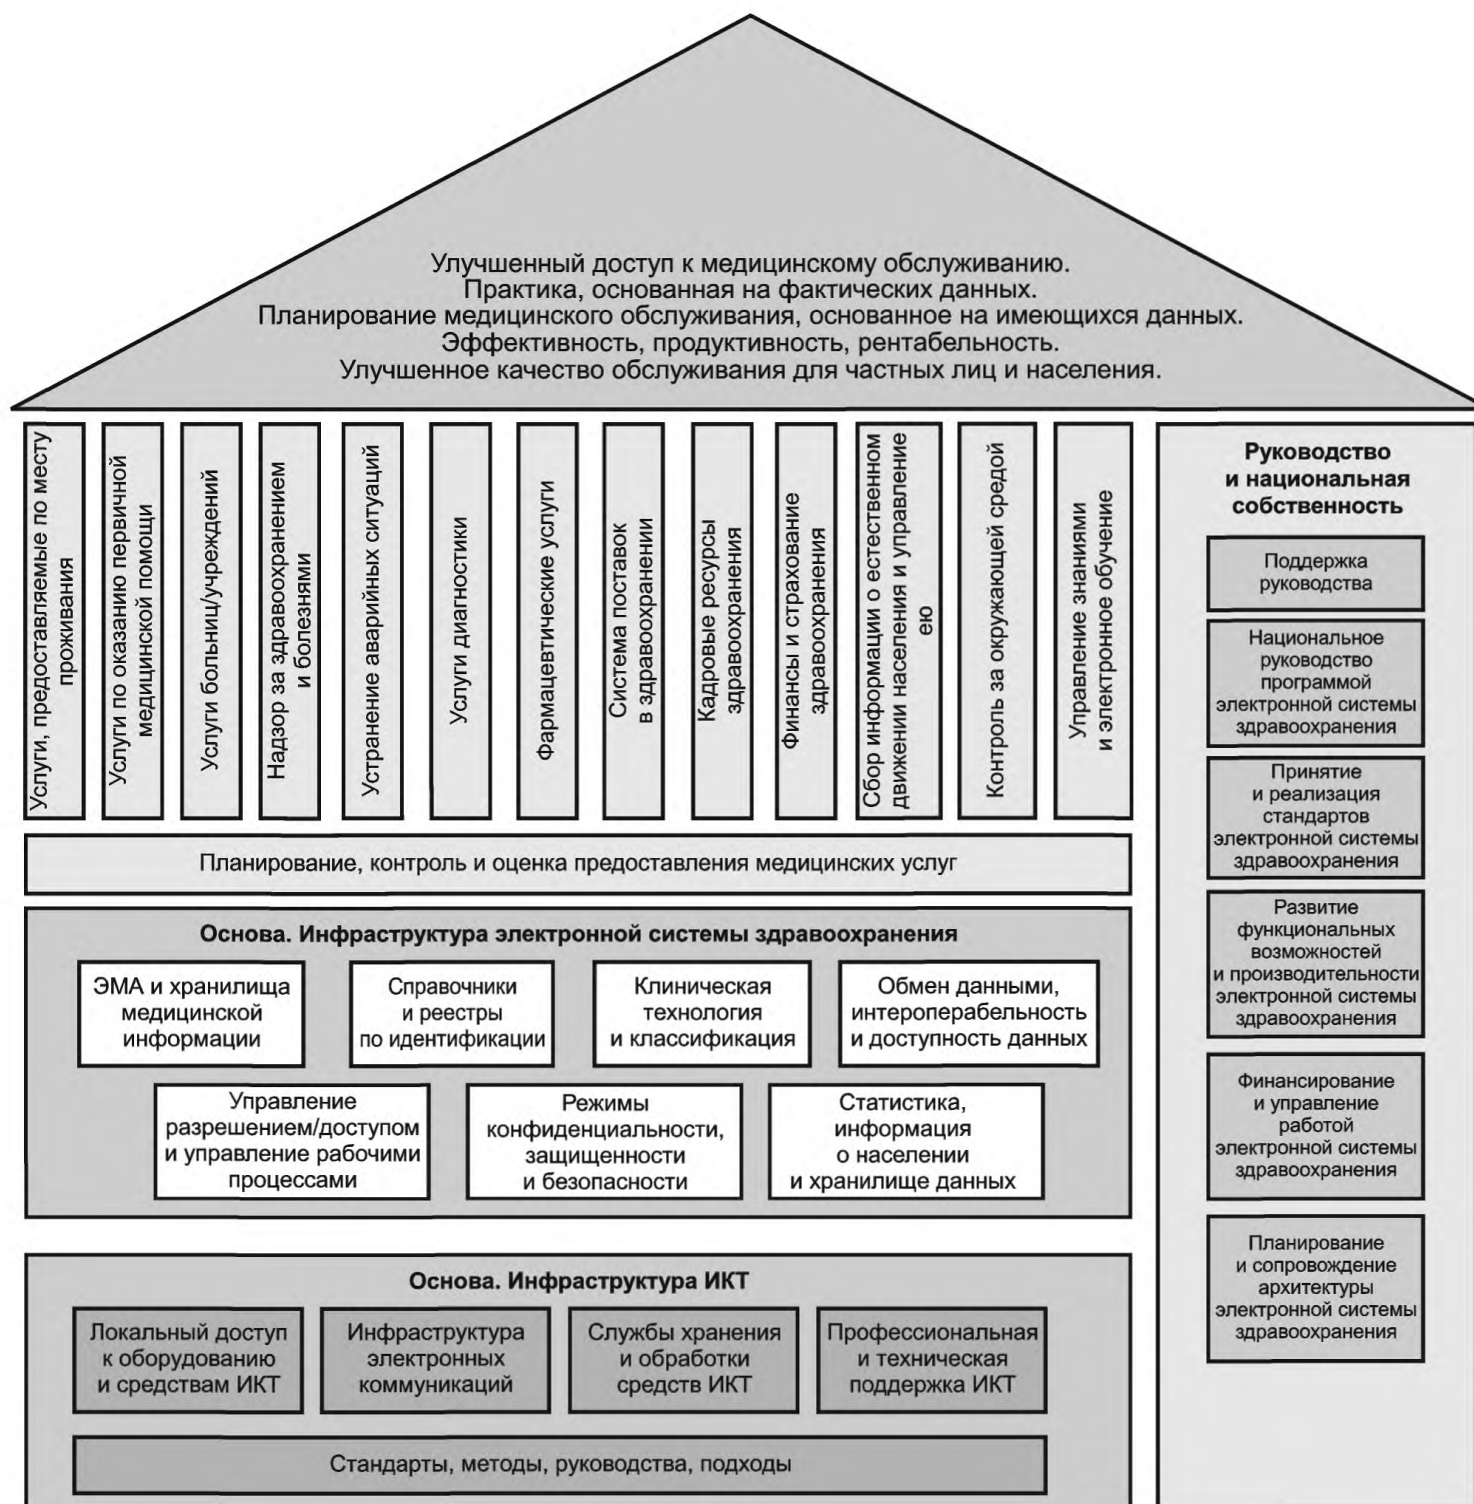 Улучшенный доступ к медицинскому обслуживанию.
Практика, основанная на фактических данных.
Планирование медицинского обслуживания, основанное на имеющихся данных.
Эффективность, продуктивность, рентабельность.
Улучшенное качество обслуживания для частных лиц и населения.
Услуги, предоставляемые по месту
проживания
Услуги по оказанию первичной
медицинской помощи
Услуги больниц/учреждений
Надзор за здравоохранением
и болезнями
Устранение аварийных ситуаций
Услуги диагностики
Фармацевтические услуги
Система поставок
в здравоохранении
Кадровые ресурсы
здравоохранения
Финансы и страхование
здравоохранения
Сбор информации о естественном
движении населения и управление
ею
Контроль за окружающей средой
Управление знаниями
и электронное обучение
Планирование, контроль и оценка предоставления медицинских услуг
Основа. Инфраструктура электронной системы здравоохранения
ЭМА и хранилища
медицинской
информации
Справочники
и реестры
по идентификации
Клиническая
технология
и классификация
Обмен данными,
интероперабельность
и доступность данных
Управление
разрешением/доступом
и управление рабочими
процессами
Режимы
конфиденциальности,
защищенности
и безопасности
Статистика,
информация
о населении
и хранилище данных
Основа. Инфраструктура ИКТ
Локальный доступ
к оборудованию
и средствам ИКТ
Инфраструктура
электронных
коммуникаций
Службы хранения
и обработки
средств ИКТ
Профессиональная
и техническая
поддержка ИКТ
Стандарты, методы, руководства, подходы
Руководство
и национальная
собственность
Поддержка
руководства
Национальное
руководство
программой
электронной системы
здравоохранения
Принятие
и реализация
стандартов
электронной системы
здравоохранения
Развитие
функциональных
возможностей
и производительности
электронной системы
здравоохранения
Финансирование
и управление
работой
электронной системы
здравоохранения
Планирование
и сопровождение
архитектуры
электронной системы
здравоохранения